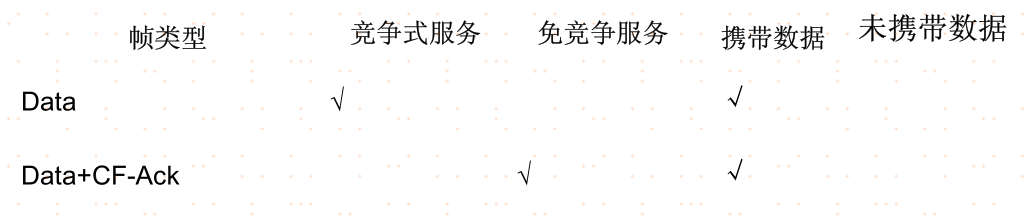 帧类型 竞争式服务 免竞争服务 携带数据 未携带数据
Data √ √
Data+CF-Ack √ √